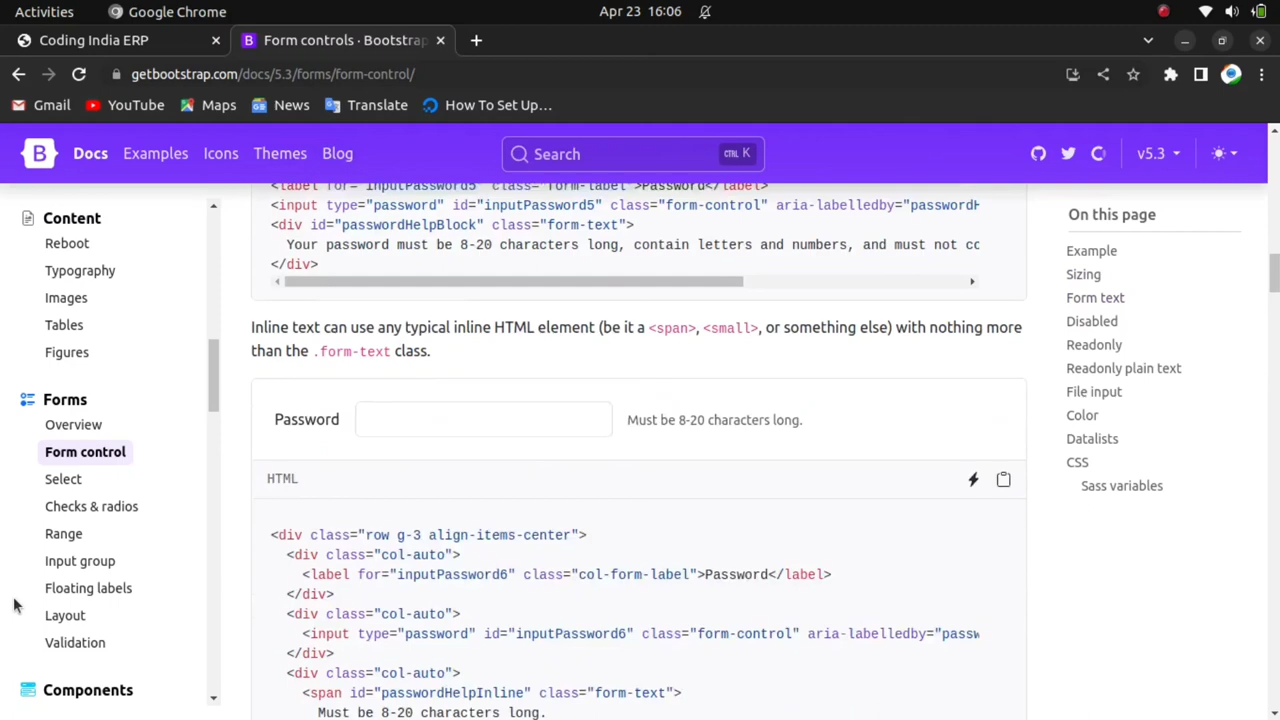 Activities Google Chrome Apr 23 16:06
Coding India ERP Form controls · Bootstrap
getbootstrap.com/docs/5.3/forms/form-control/
Gmail YouTube Maps News Translate How To Set Up…
B Docs Examples Icons Themes Blog Search CTRL K v5.3
Content
Reboot
Typography
Images
Tables
Figures
Forms
Overview
Form control
Select
Checks & radios
Range
Input group
Floating labels
Layout
Validation
Components
<label for="inputPassword5" class="form-label">Password</label>
<input type="password" id="inputPassword5" class="form-control" aria-labelledby="passwordH
<div id="passwordHelpBlock" class="form-text">
Your password must be 8-20 characters long, contain letters and numbers, and must not co
</div>
Inline text can use any typical inline HTML element (be it a <span>, <small>, or something else) with nothing more
than the .form-text class.
Password Must be 8-20 characters long.
HTML
<div class="row g-3 align-items-center">
<div class="col-auto">
<label for="inputPassword6" class="col-form-label">Password</label>
</div>
<div class="col-auto">
<input type="password" id="inputPassword6" class="form-control" aria-labelledby="passw
</div>
<div class="col-auto">
<span id="passwordHelpInline" class="form-text">
Must be 8-20 characters long.
On this page
Example
Sizing
Form text
Disabled
Readonly
Readonly plain text
File input
Color
Datalists
CSS
Sass variables